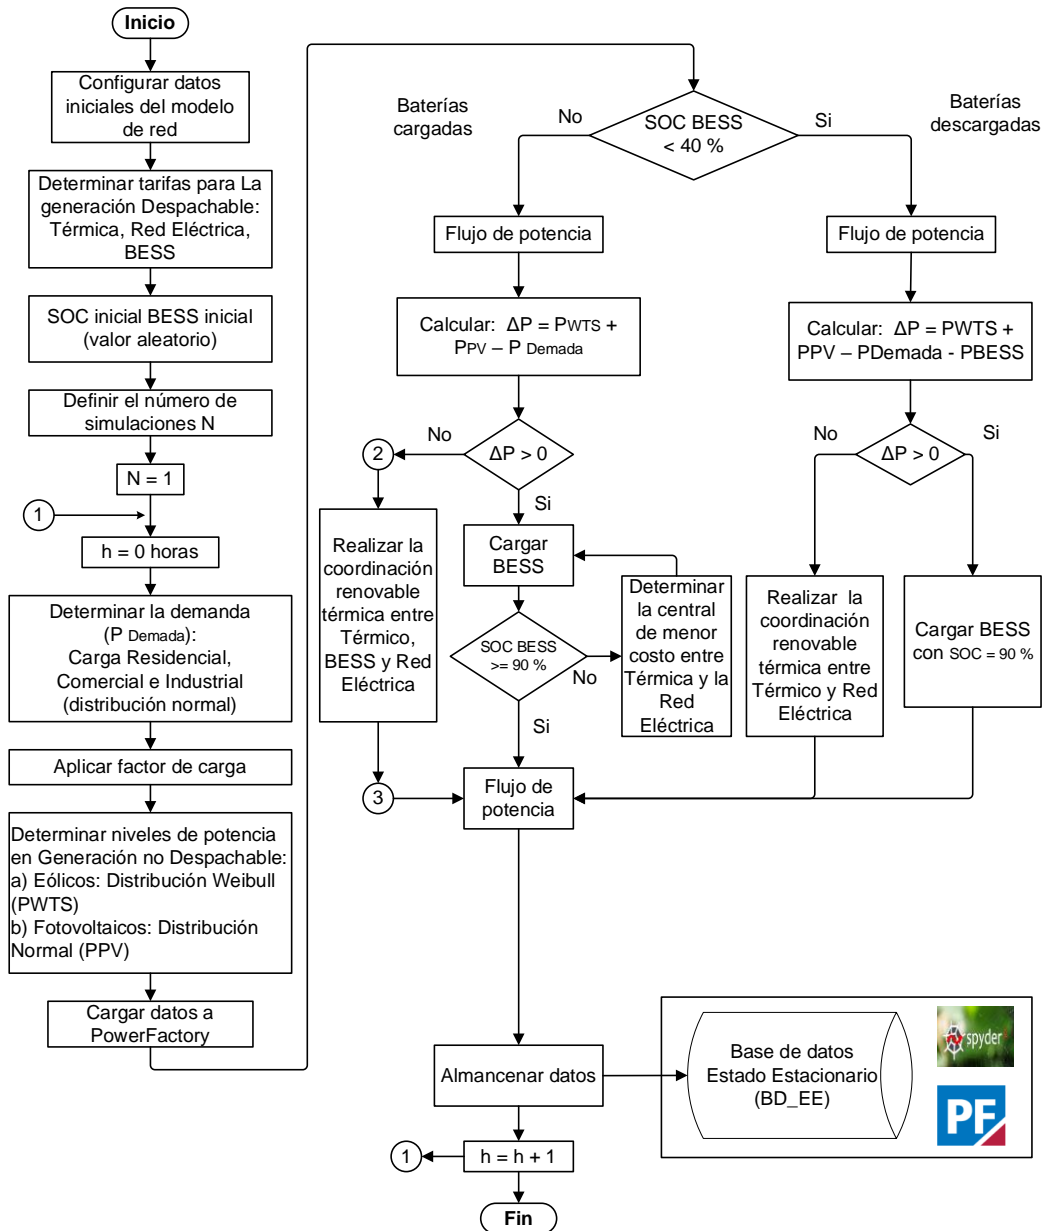 Inicio
Configurar datos
iniciales del modelo
de red
Determinar tarifas para La
generación Despachable:
Térmica, Red Eléctrica,
BESS
SOC inicial BESS inicial
(valor aleatorio)
Definir el número de
simulaciones N
N = 1
1
h = 0 horas
Determinar la demanda
(P Demada):
Carga Residencial,
Comercial e Industrial
(distribución normal)
Aplicar factor de carga
Determinar niveles de potencia
en Generación no Despachable:
a) Eólicos: Distribución Weibull
(PWTS)
b) Fotovoltaicos: Distribución
Normal (PPV)
Cargar datos a
PowerFactory
Baterías
cargadas
No
SOC BESS
< 40 %
Si
Baterías
descargadas
Flujo de potencia
Calcular: ΔP = PWTS +
PPV – P Demada
No
ΔP > 0
Si
2
Realizar la
coordinación
renovable
térmica entre
Térmico,
BESS y Red
Eléctrica
3
Cargar
BESS
SOC BESS
>= 90 %
No
Si
Determinar
la central
de menor
costo entre
Térmica y la
Red
Eléctrica
Flujo de potencia
Calcular: ΔP = PWTS +
PPV – PDemada - PBESS
No
ΔP > 0
Si
Realizar la
coordinación
renovable
térmica entre
Térmico y Red
Eléctrica
Cargar BESS
con SOC = 90 %
Flujo de
potencia
Almancenar datos
Base de datos
Estado Estacionario
(BD_EE)
spyder
PF
1
h = h + 1
Fin